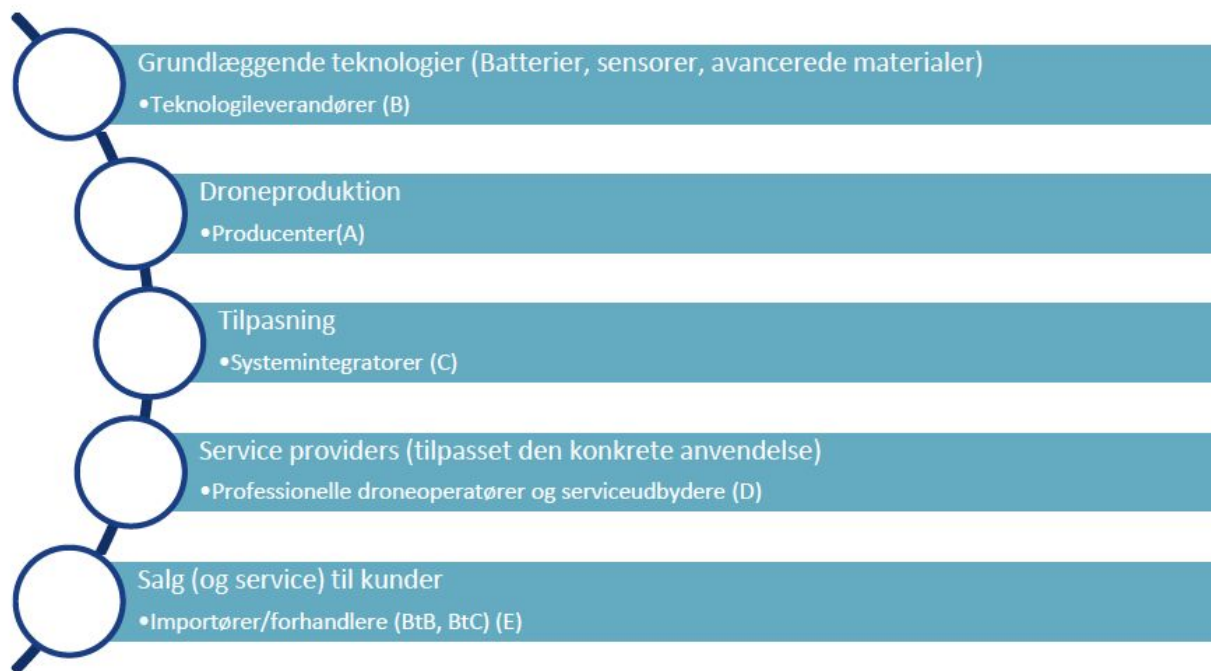 Grundlæggende teknologier (Batterier, sensorer, avancerede materialer)
•Teknologileverandører (B)
Droneproduktion
•Producenter(A)
Tilpasning
•Systemintegratorer (C)
Service providers (tilpasset den konkrete anvendelse)
•Professionelle droneoperatører og serviceudbydere (D)
Salg (og service) til kunder
•Importører/forhandlere (BtB, BtC) (E)